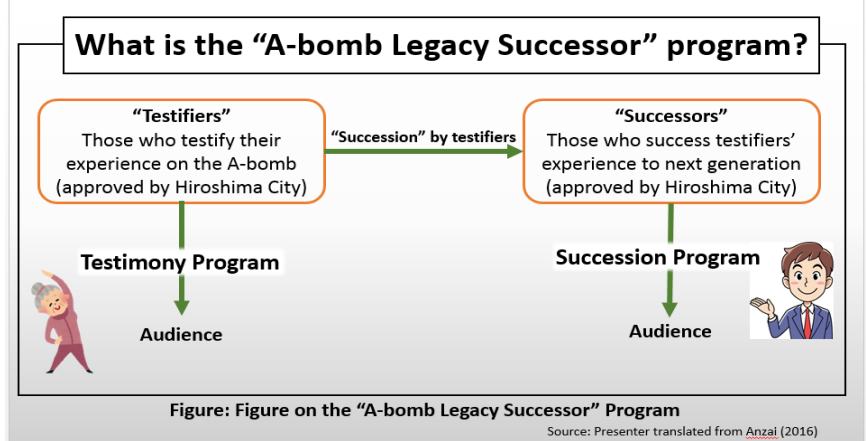 What is the “A-bomb Legacy Successor” program?
“Testifiers”
Those who testify their
experience on the A-bomb
(approved by Hiroshima City)
“Succession” by testifiers
“Successors”
Those who success testifiers’
experience to next generation
(approved by Hiroshima City)
Testimony Program
Audience
Succession Program
Audience
Figure: Figure on the “A-bomb Legacy Successor” Program
Source: Presenter translated from Anzai (2016)